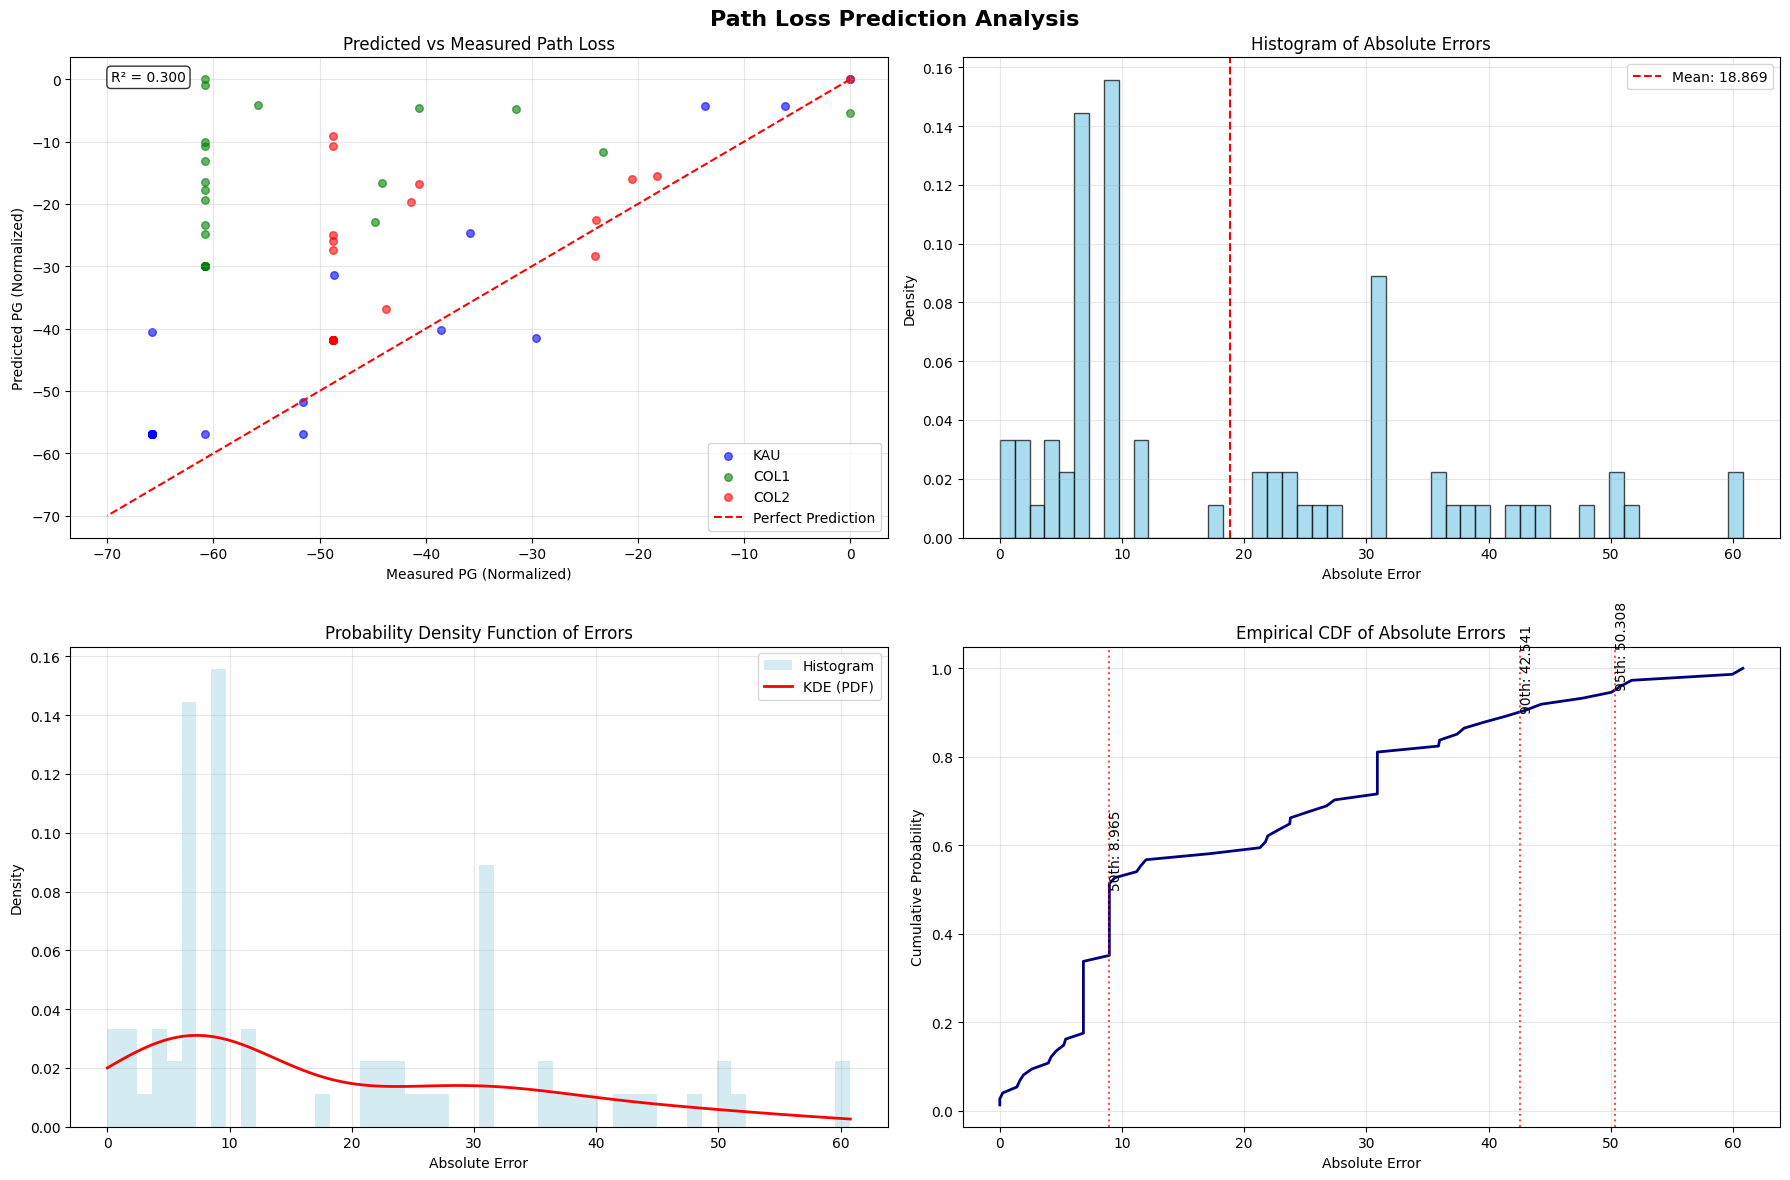 Path Loss Prediction Analysis
Predicted vs Measured Path Loss
R² = 0.300
0
−10
−20
−30
−40
−50
−60
−70
Predicted PG (Normalized)
KAU
COL1
COL2
Perfect Prediction
−70 −60 −50 −40 −30 −20 −10 0
Measured PG (Normalized)
Histogram of Absolute Errors
Mean: 18.869
0.16
0.14
0.12
0.10
0.08
0.06
0.04
0.02
0.00
Density
0 10 20 30 40 50 60
Absolute Error
Probability Density Function of Errors
Histogram
KDE (PDF)
0.16
0.14
0.12
0.10
0.08
0.06
0.04
0.02
0.00
Density
0 10 20 30 40 50 60
Absolute Error
Empirical CDF of Absolute Errors
50th: 8.965
90th: 42.541
95th: 50.308
1.0
0.8
0.6
0.4
0.2
0.0
Cumulative Probability
0 10 20 30 40 50 60
Absolute Error